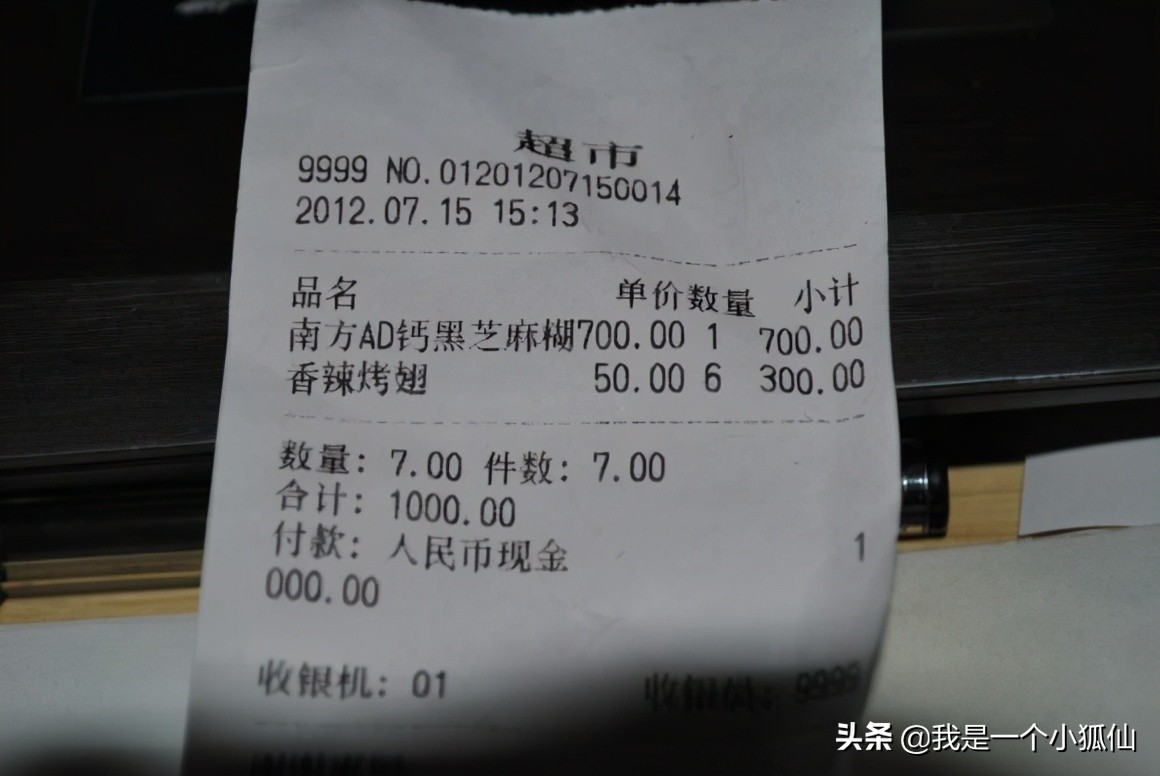 超市
9999 NO.01201207150014
2012.07.15 15:13
品名 单价数量 小计
南方AD钙黑芝麻糊700.00 1 700.00
香辣烤翅 50.00 6 300.00
数量: 7.00 件数: 7.00
合计: 1000.00
付款: 人民币现金 1
000.00
收银机: 01 收银员: 9999
头条 @我是一个小狐仙